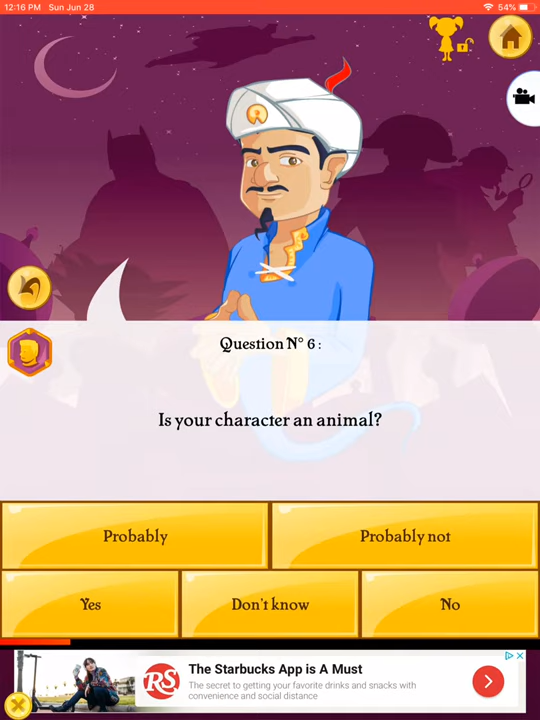 12:16 PM Sun Jun 28
54%
Question N° 6 :
Is your character an animal?
Probably
Probably not
Yes
Don't know
No
RS
The Starbucks App is A Must
The secret to getting your favorite drinks and snacks with
convenience and social distance